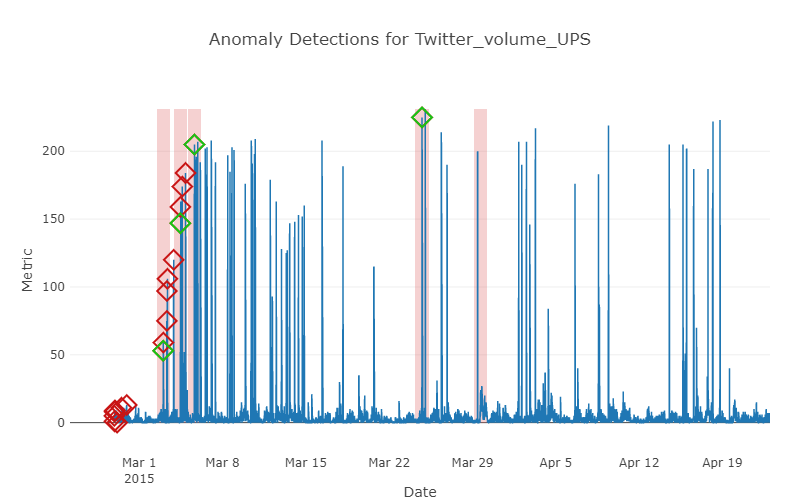 Anomaly Detections for Twitter_volume_UPS
Metric
200
150
100
50
0
Mar 1
2015
Mar 8
Mar 15
Mar 22
Mar 29
Apr 5
Apr 12
Apr 19
Date